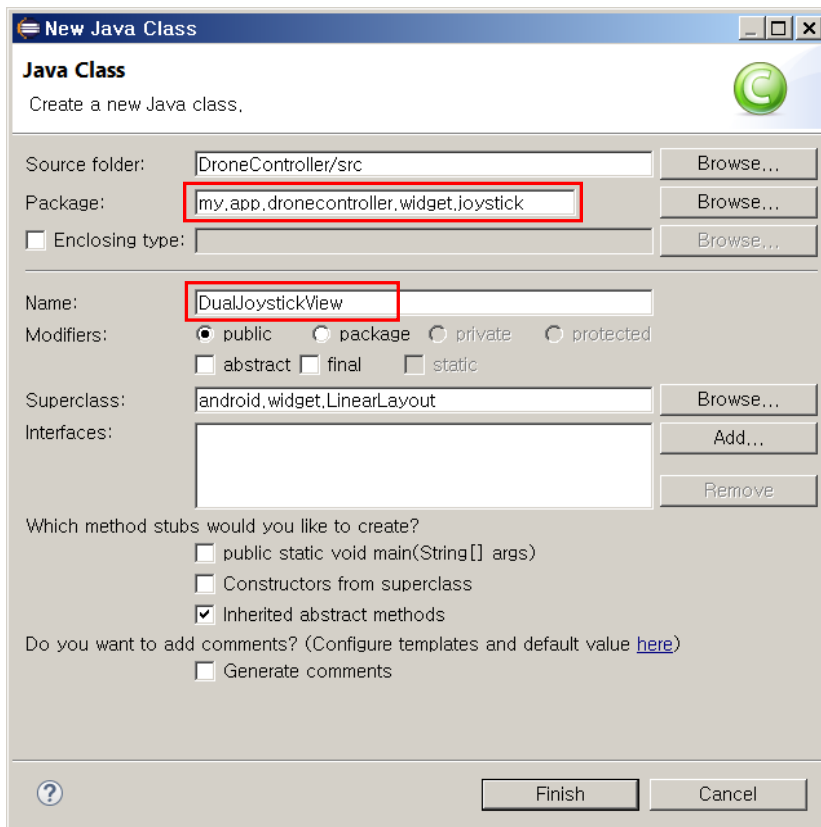 New Java Class
Java Class
Create a new Java class.
Source folder: DroneController/src Browse...
Package: my.app.dronecontroller.widget.joystick Browse...
Enclosing type: Browse...
Name: DualJoystickView
Modifiers: public package private protected
abstract final static
Superclass: android.widget.LinearLayout Browse...
Interfaces: Add...
Remove
Which method stubs would you like to create?
public static void main(String[] args)
Constructors from superclass
Inherited abstract methods
Do you want to add comments? (Configure templates and default value here)
Generate comments
? Finish Cancel